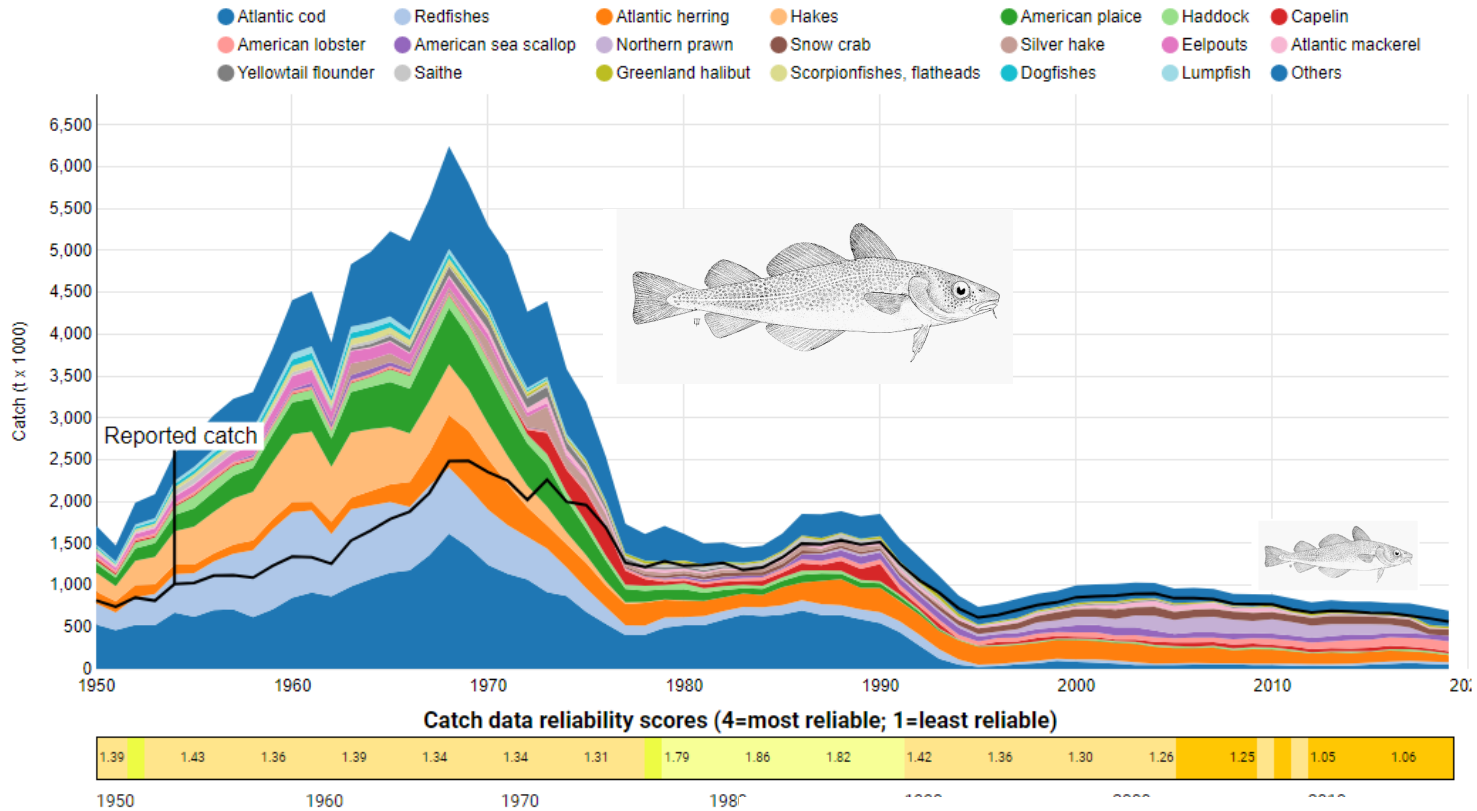 Atlantic cod Redfishes Atlantic herring Hakes American plaice Haddock Capelin
American lobster American sea scallop Northern prawn Snow crab Silver hake Eelpouts Atlantic mackerel
Yellowtail flounder Saithe Greenland halibut Scorpionfishes, flatheads Dogfishes Lumpfish Others
6,500
6,000
5,500
5,000
4,500
4,000
3,500
3,000
2,500
2,000
1,500
1,000
500
0
Catch (t x 1000)
Reported catch
1950 1960 1970 1980 1990 2000 2010
Catch data reliability scores (4=most reliable; 1=least reliable)
1.39 1.43 1.36 1.39 1.34 1.34 1.31 1.79 1.86 1.82 1.42 1.36 1.30 1.26 1.25 1.05 1.06
1950 1960 1970